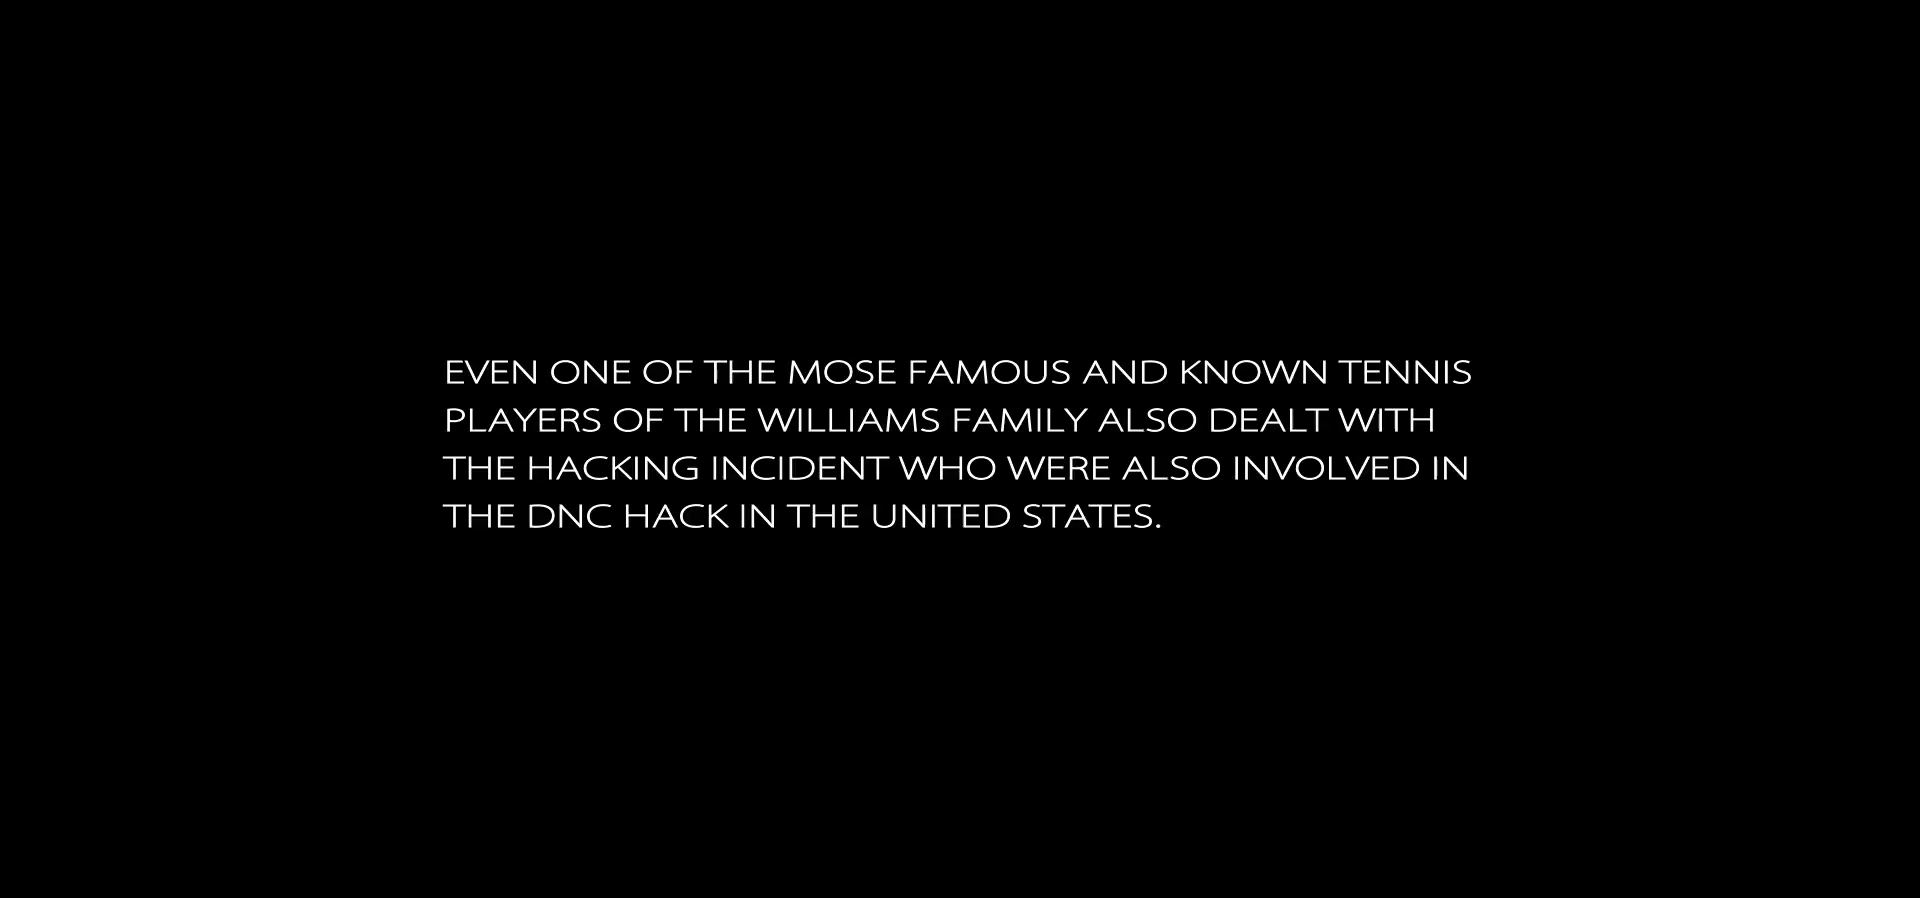 EVEN ONE OF THE MOSE FAMOUS AND KNOWN TENNIS
PLAYERS OF THE WILLIAMS FAMILY ALSO DEALT WITH
THE HACKING INCIDENT WHO WERE ALSO INVOLVED IN
THE DNC HACK IN THE UNITED STATES.